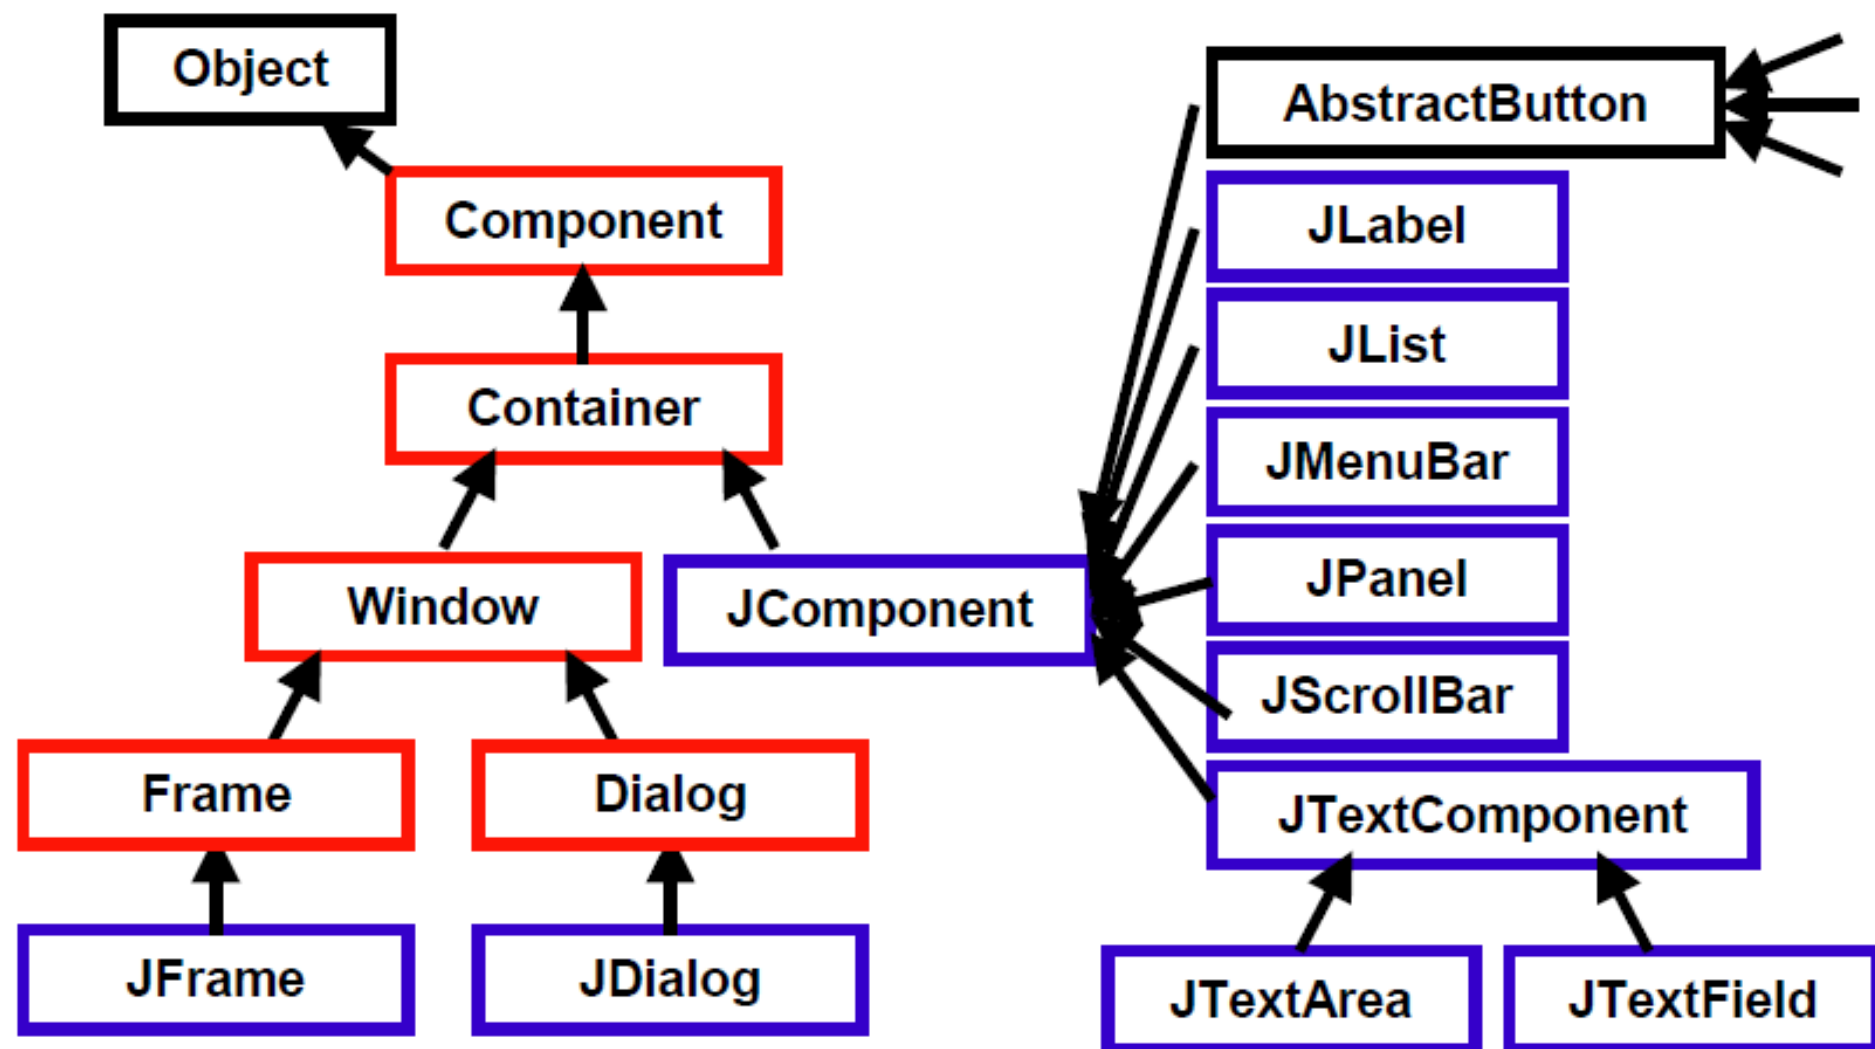 Object
Component
Container
Window
JComponent
Frame
Dialog
JFrame
JDialog
AbstractButton
JLabel
JList
JMenuBar
JPanel
JScrollBar
JTextComponent
JTextArea
JTextField